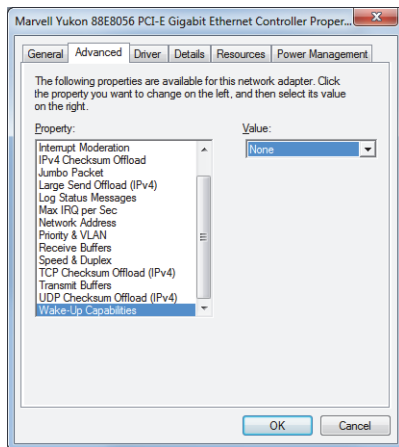 Marvell Yukon 88E8056 PCI-E Gigabit Ethernet Controller Proper...
General Advanced Driver Details Resources Power Management
The following properties are available for this network adapter. Click
the property you want to change on the left, and then select its value
on the right.
Property:
Value:
Interrupt Moderation
IPv4 Checksum Offload
Jumbo Packet
Large Send Offload (IPv4)
Log Status Messages
Max IRQ per Sec
Network Address
Priority & VLAN
Receive Buffers
Speed & Duplex
TCP Checksum Offload (IPv4)
Transmit Buffers
UDP Checksum Offload (IPv4)
Wake-Up Capabilities
None
OK Cancel